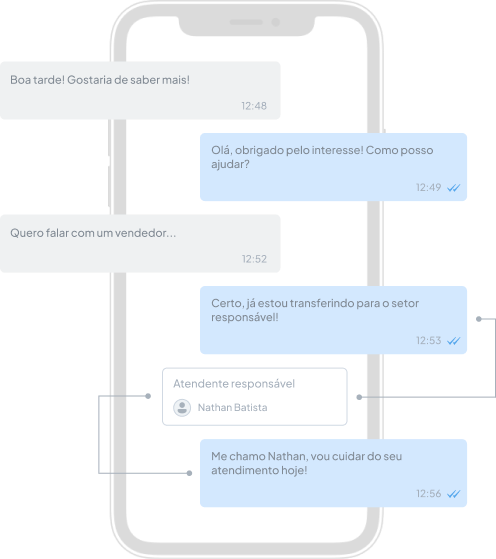 Boa tarde! Gostaria de saber mais!
12:48
Olá, obrigado pelo interesse! Como posso
ajudar?
12:49
Quero falar com um vendedor...
12:52
Certo, já estou transferindo para o setor
responsável!
12:53
Atendente responsável
Nathan Batista
Me chamo Nathan, vou cuidar do seu
atendimento hoje!
12:56